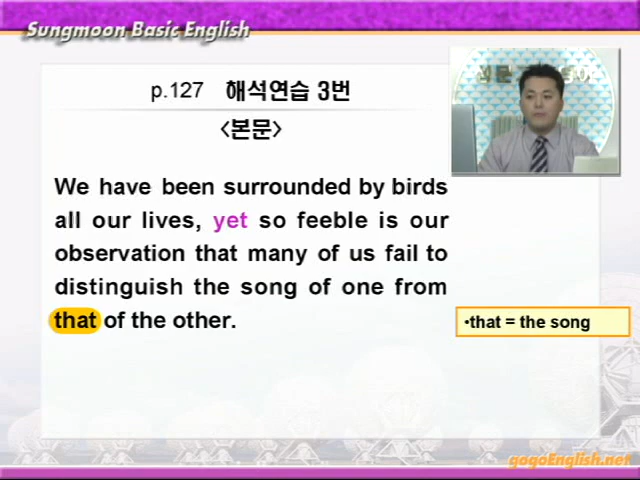 Sungmoon Basic English
p.127 해석연습 3번
<본문>
We have been surrounded by birds
all our lives, yet so feeble is our
observation that many of us fail to
distinguish the song of one from
that of the other.
•that = the song
gogoEnglish.net